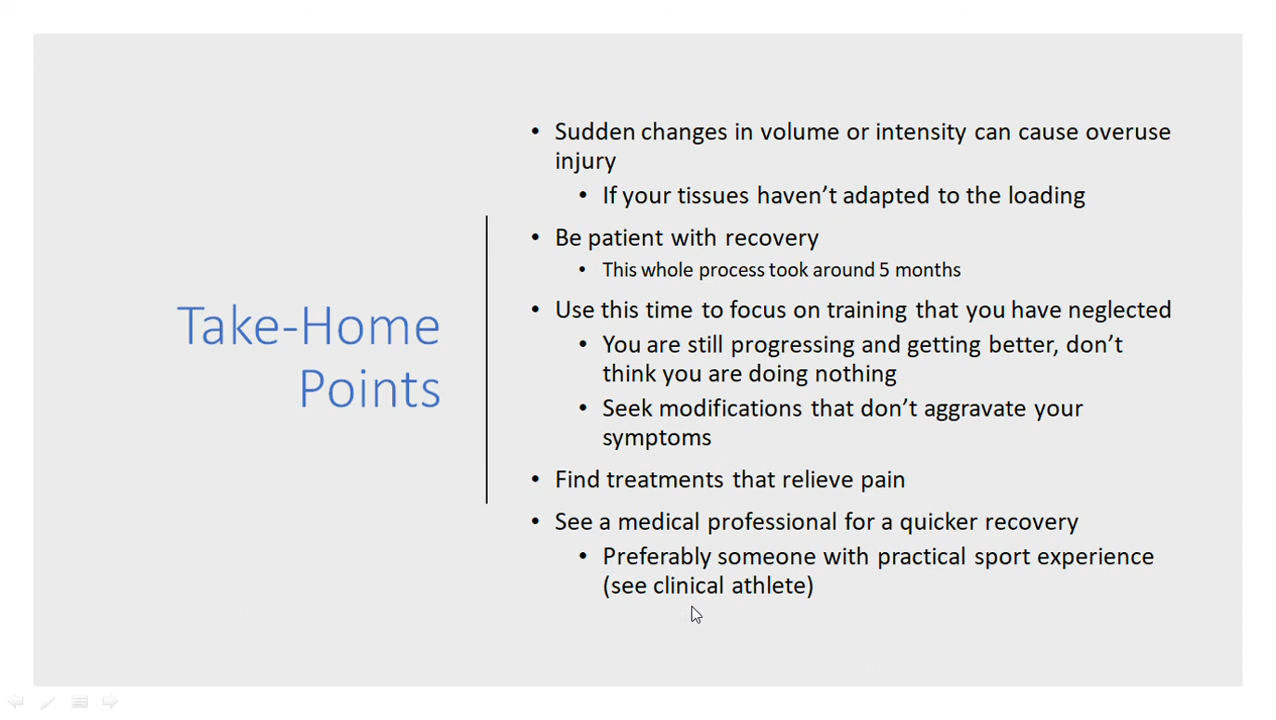 Take-Home
Points
• Sudden changes in volume or intensity can cause overuse
injury
• If your tissues haven’t adapted to the loading
• Be patient with recovery
• This whole process took around 5 months
• Use this time to focus on training that you have neglected
• You are still progressing and getting better, don’t
think you are doing nothing
• Seek modifications that don’t aggravate your
symptoms
• Find treatments that relieve pain
• See a medical professional for a quicker recovery
• Preferably someone with practical sport experience
(see clinical athlete)